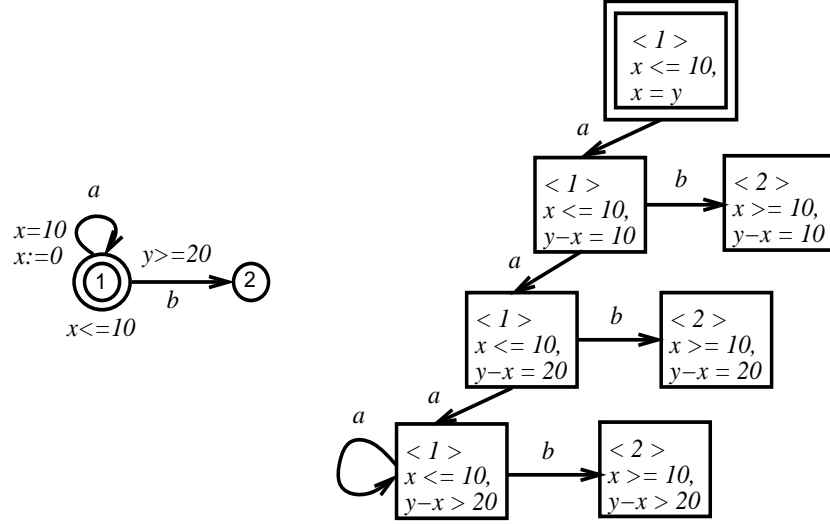 a
x=10
x:=0
1
y>=20
b
2
x<=10
< 1 >
x <= 10,
x = y
a
< 1 >
x <= 10,
y−x = 10
b
< 2 >
x >= 10,
y−x = 10
a
< 1 >
x <= 10,
y−x = 20
b
< 2 >
x >= 10,
y−x = 20
a
a
< 1 >
x <= 10,
y−x > 20
b
< 2 >
x >= 10,
y−x > 20